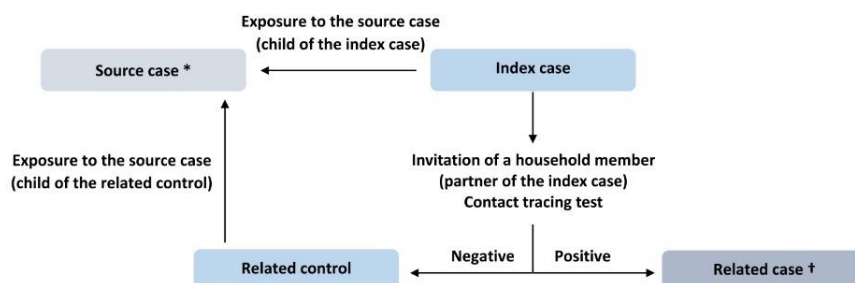 Exposure to the source case
(child of the index case)
Source case *
Index case
Exposure to the source case
(child of the related control)
Invitation of a household member
(partner of the index case)
Contact tracing test
Negative
Positive
Related control
Related case †